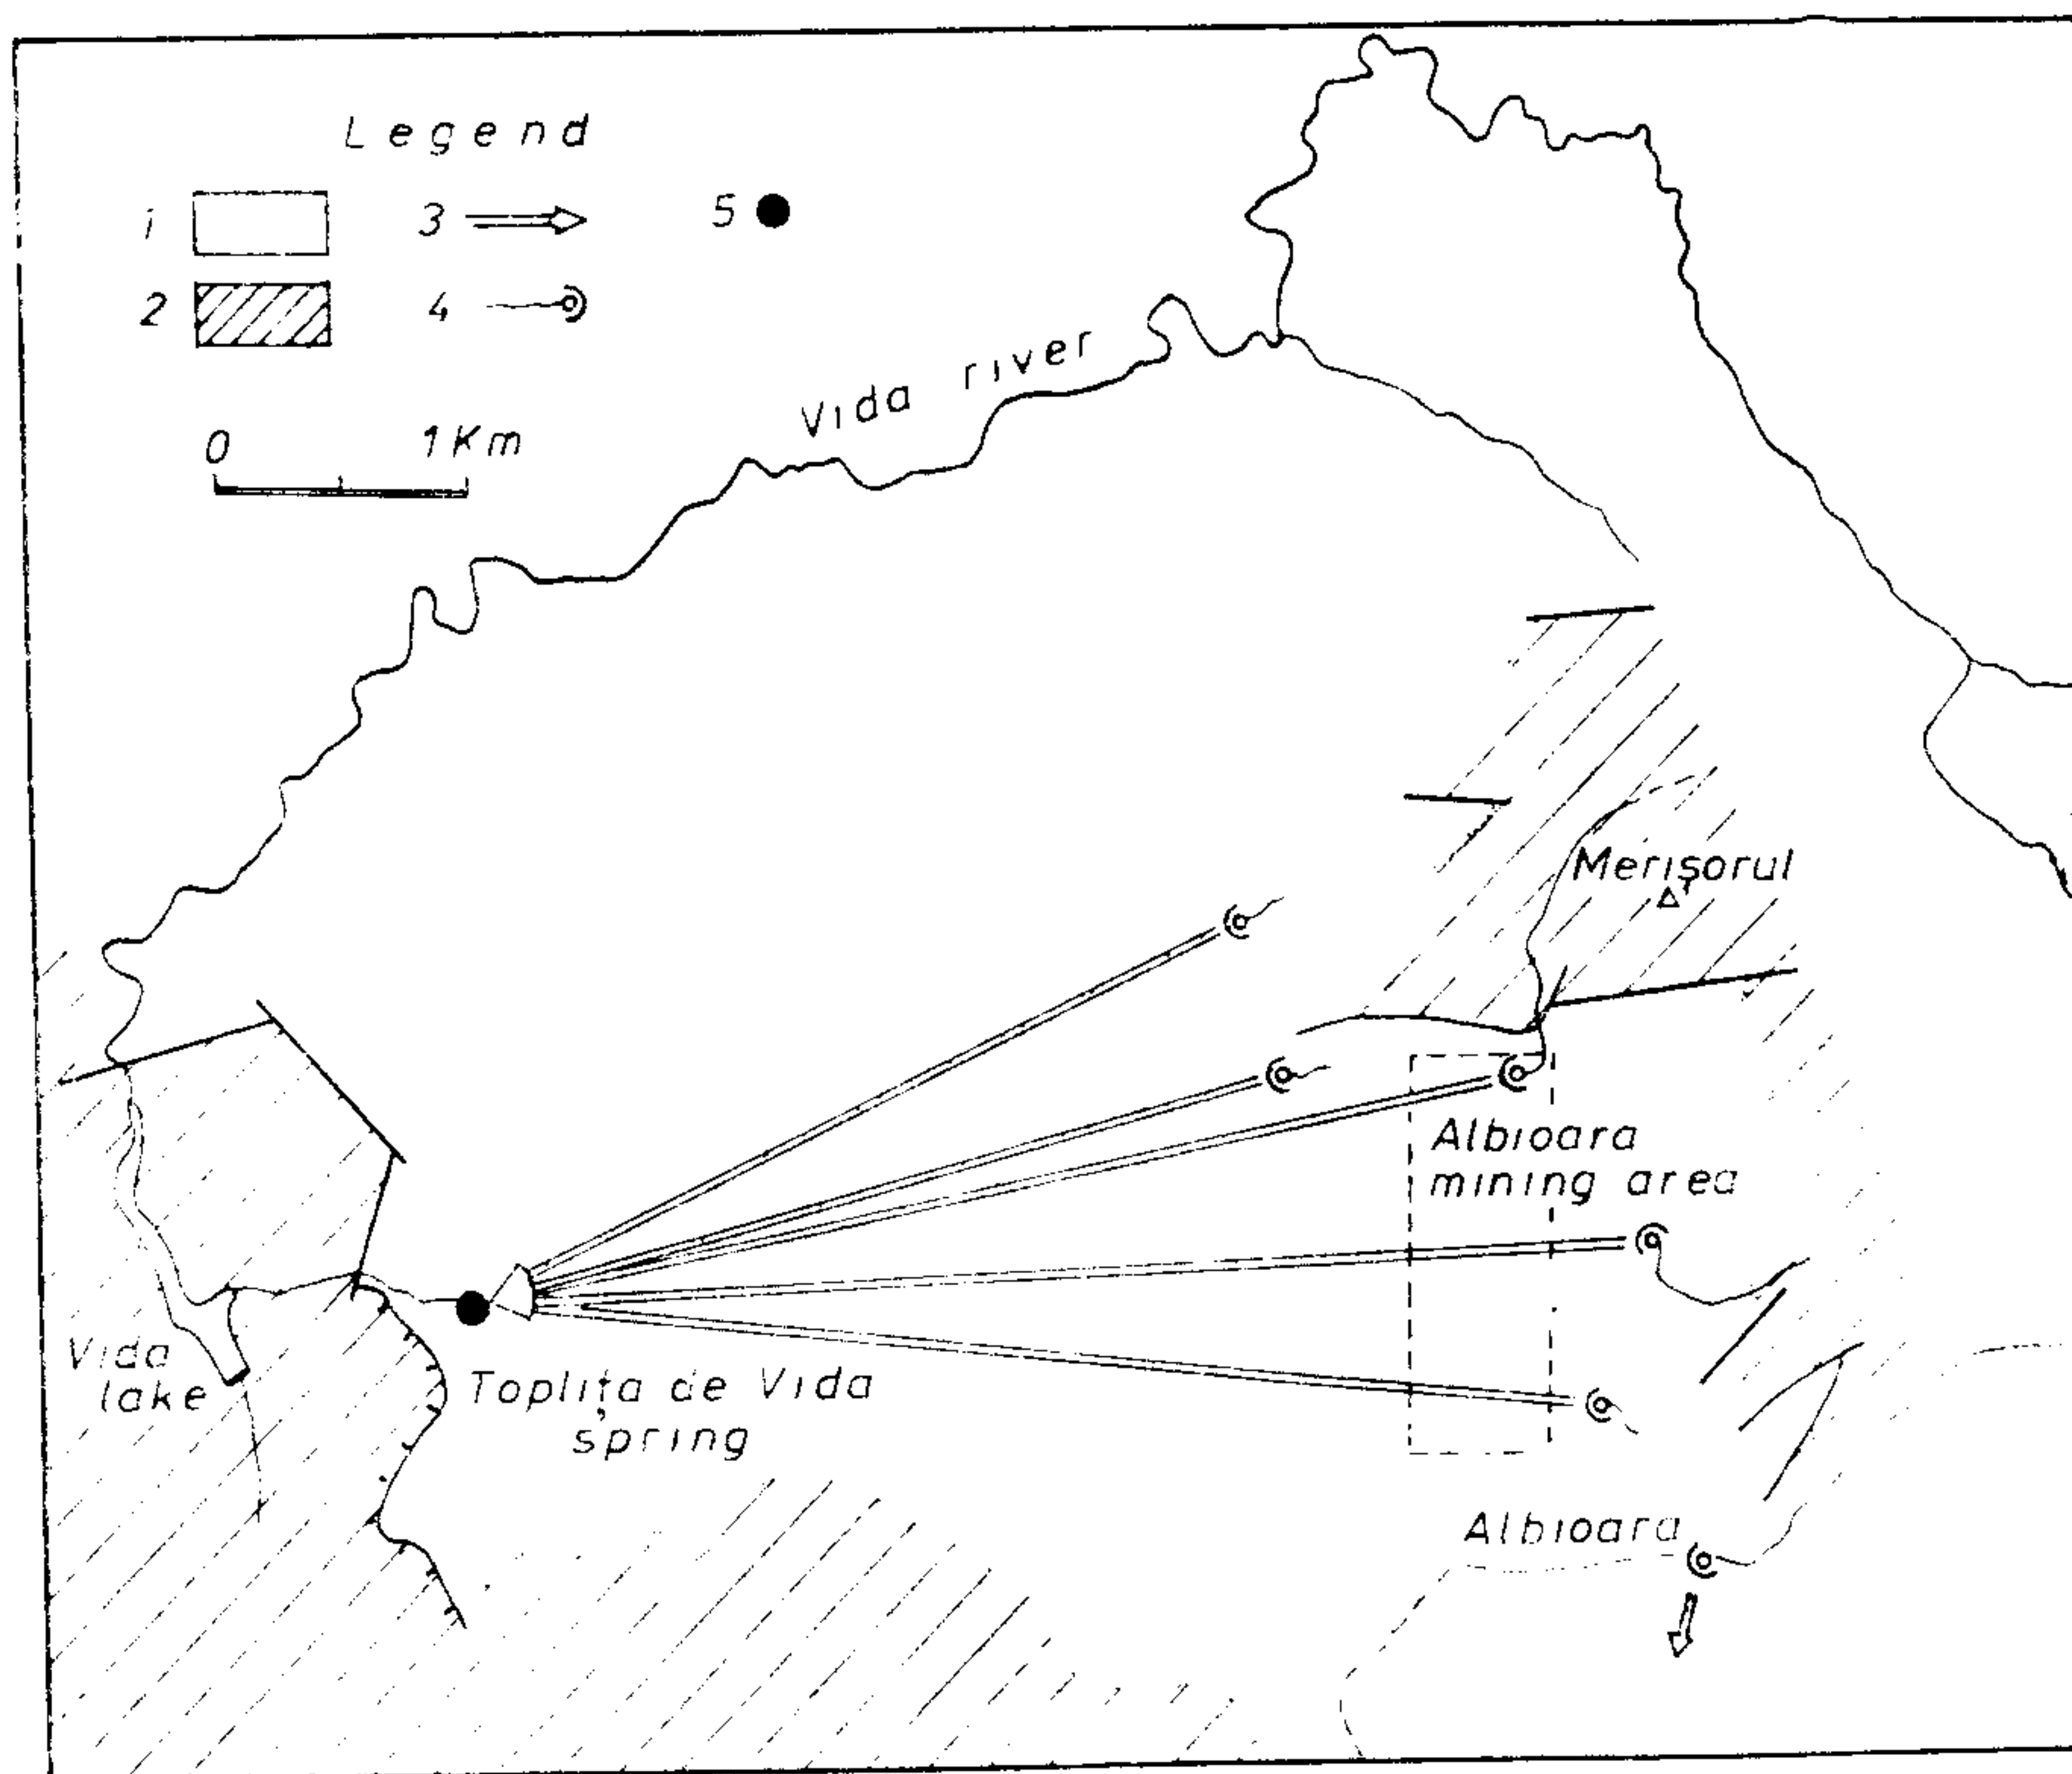 Legend
1
3
5
2
4
0 1Km
Vida river
Merişorul
Albioara
mining area
Vida
lake
Topliţa de Vida
spring
Albioara